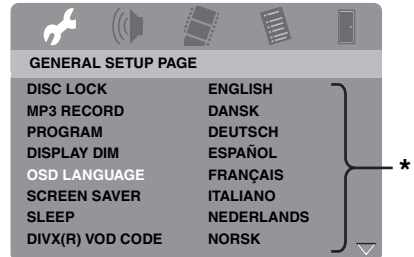 GENERAL SETUP PAGE
DISC LOCK ENGLISH
MP3 RECORD DANSK
PROGRAM DEUTSCH
DISPLAY DIM ESPAÑOL
OSD LANGUAGE FRANÇAIS
SCREEN SAVER ITALIANO
SLEEP NEDERLANDS
DIVX(R) VOD CODE NORSK
*